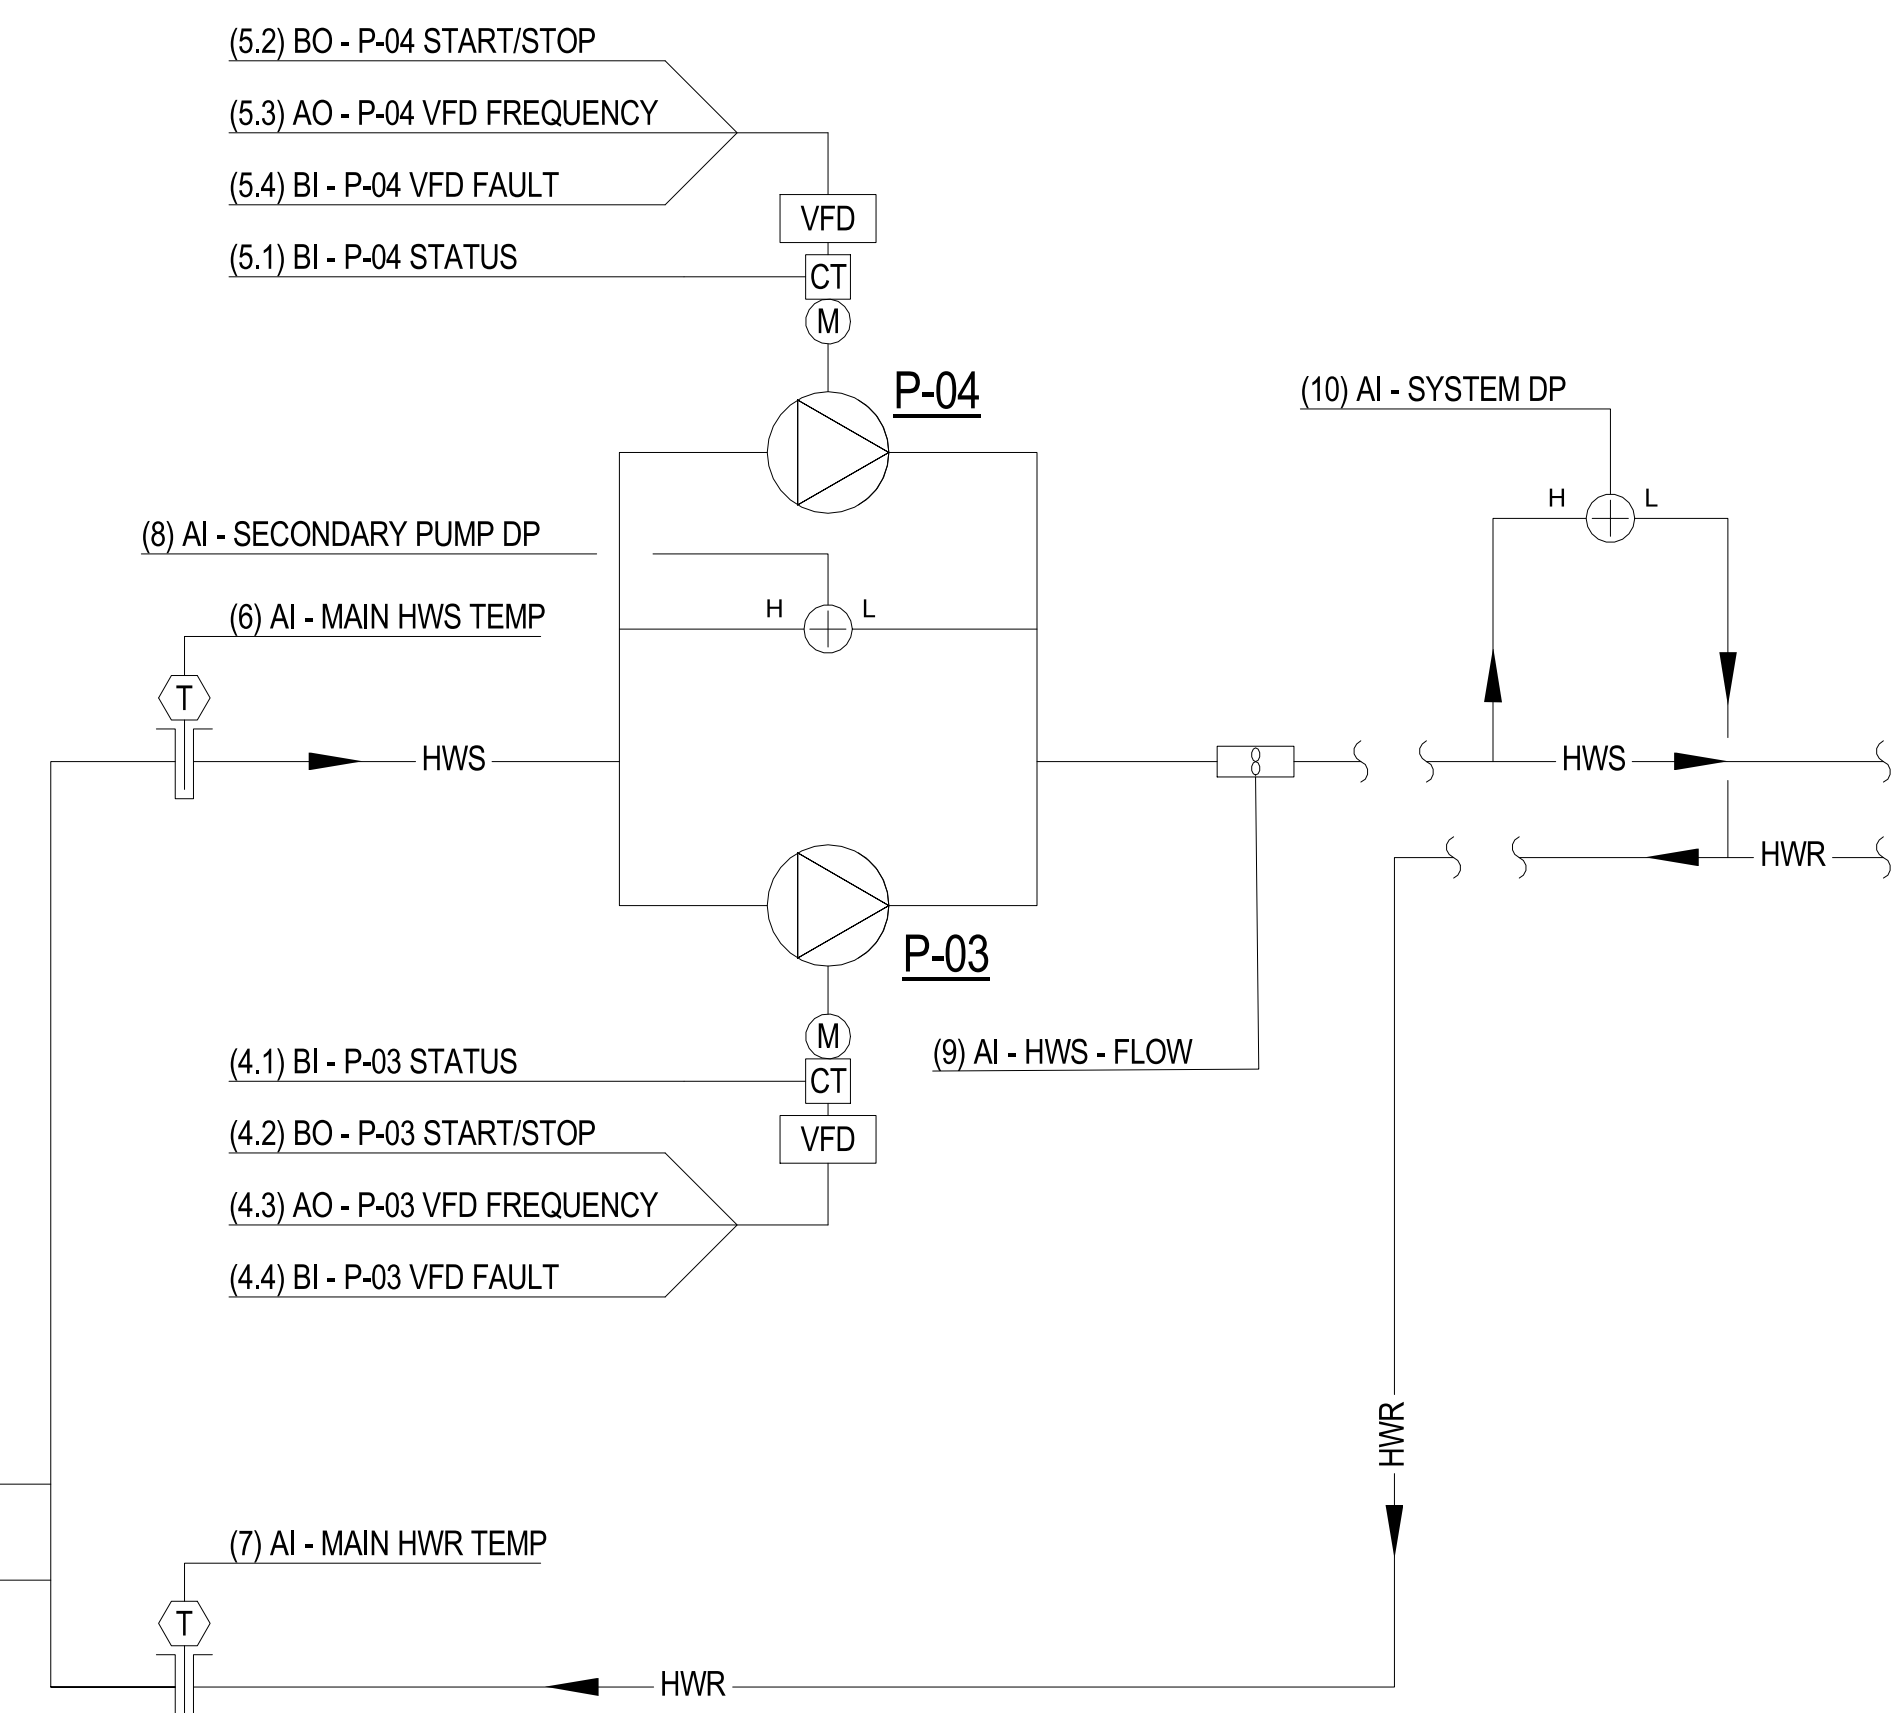 (5.2) BO - P-04 START/STOP
(5.3) AO - P-04 VFD FREQUENCY
(5.4) BI - P-04 VFD FAULT
VFD
(5.1) BI - P-04 STATUS
CT
M
P-04
(10) AI - SYSTEM DP
H L
(8) AI - SECONDARY PUMP DP
H L
(6) AI - MAIN HWS TEMP
T
HWS
HWS
HWR
P-03
M
(4.1) BI - P-03 STATUS
CT
(9) AI - HWS - FLOW
(4.2) BO - P-03 START/STOP
VFD
(4.3) AO - P-03 VFD FREQUENCY
(4.4) BI - P-03 VFD FAULT
HWR
(7) AI - MAIN HWR TEMP
T
HWR